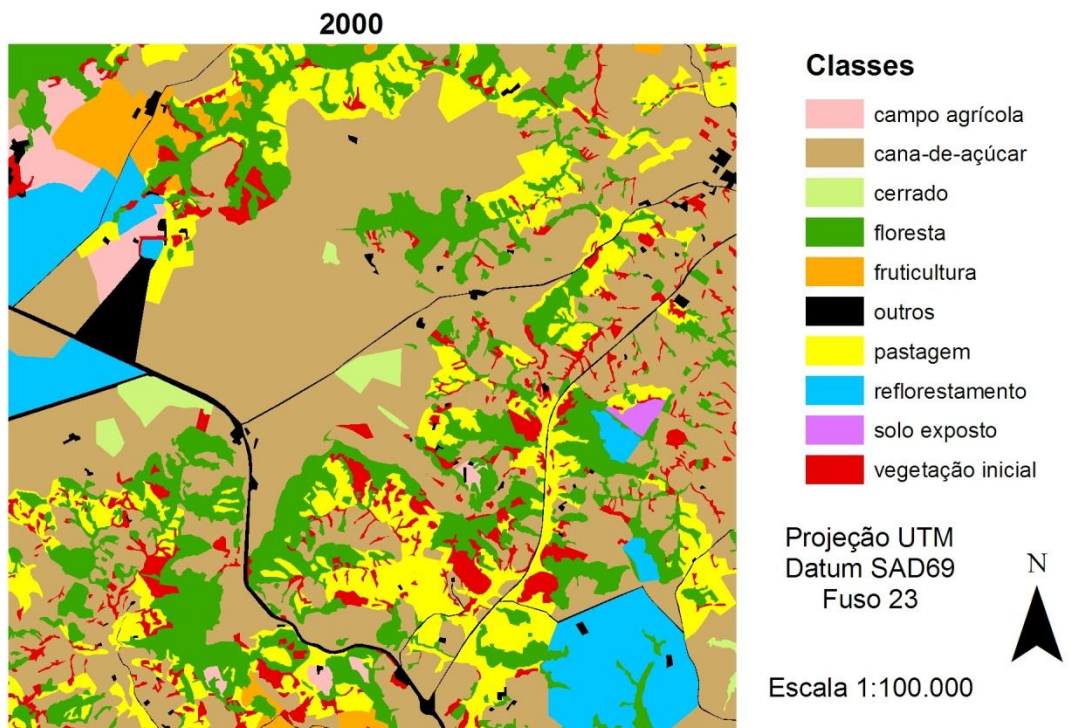 2000
Classes
campo agrícola
cana-de-açúcar
cerrado
floresta
fruticultura
outros
pastagem
reflorestamento
solo exposto
vegetação inicial
Projeção UTM
Datum SAD69
Fuso 23
N
Escala 1:100.000